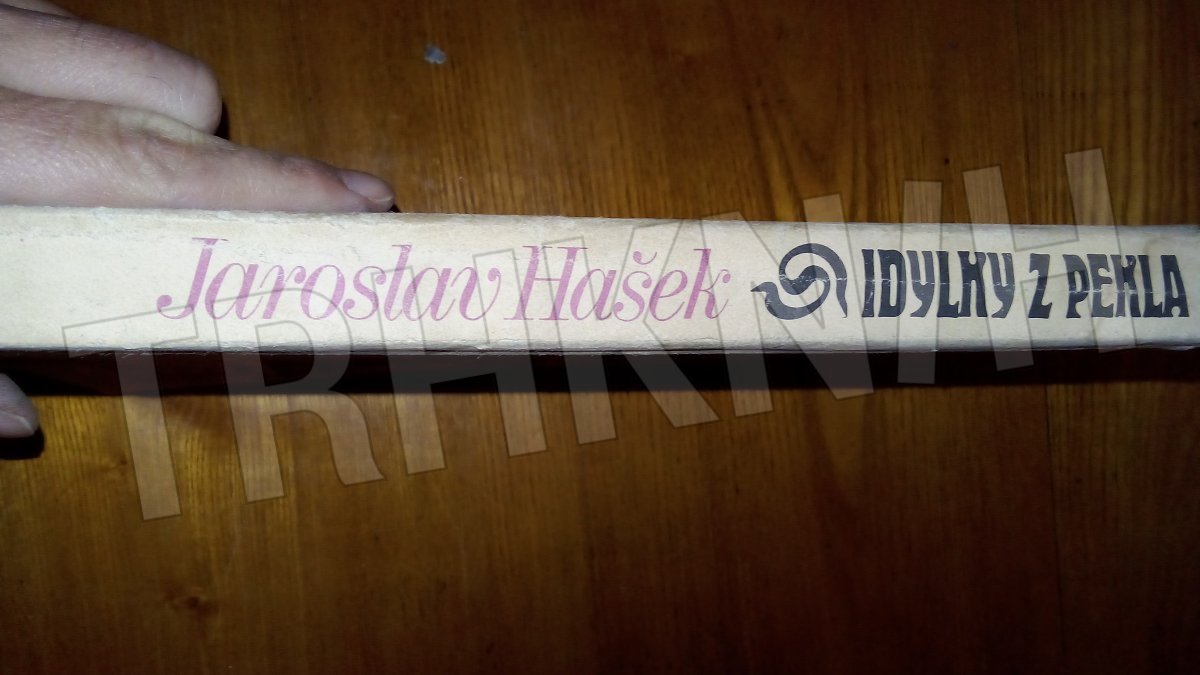 Jaroslav Hašek IDYLKY Z PEKLA
TRHKNIH